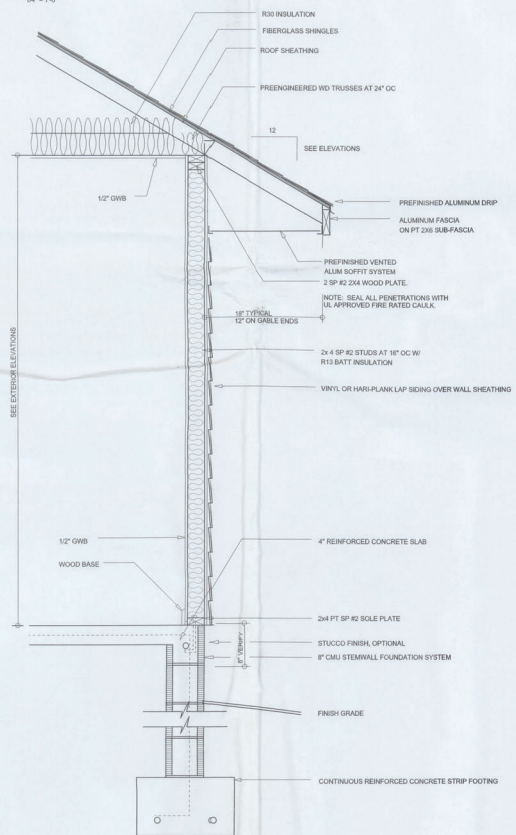 R30 INSULATION
FIBERGLASS SHINGLES
ROOF SHEATHING
PREENGINEERED WD TRUSSES AT 24" OC
12
SEE ELEVATIONS
1/2" GWB
PREFINISHED ALUMINUM DRIP
ALUMINUM FASCIA
ON PT 2X6 SUB-FASCIA
PREFINISHED VENTED
ALUM SOFFIT SYSTEM
2 SP #2 2X4 WOOD PLATE.
NOTE: SEAL ALL PENETRATIONS WITH
UL APPROVED FIRE RATED CAULK.
18" TYPICAL
12" ON GABLE ENDS
2x 4 SP #2 STUDS AT 16" OC W/
R13 BATT INSULATION
VINYL OR HARI-PLANK LAP SIDING OVER WALL SHEATHING
SEE EXTERIOR ELEVATIONS
1/2" GWB
4" REINFORCED CONCRETE SLAB
WOOD BASE
2x4 PT SP #2 SOLE PLATE
8" VERIFY
STUCCO FINISH, OPTIONAL
8" CMU STEMWALL FOUNDATION SYSTEM
FINISH GRADE
CONTINUOUS REINFORCED CONCRETE STRIP FOOTING